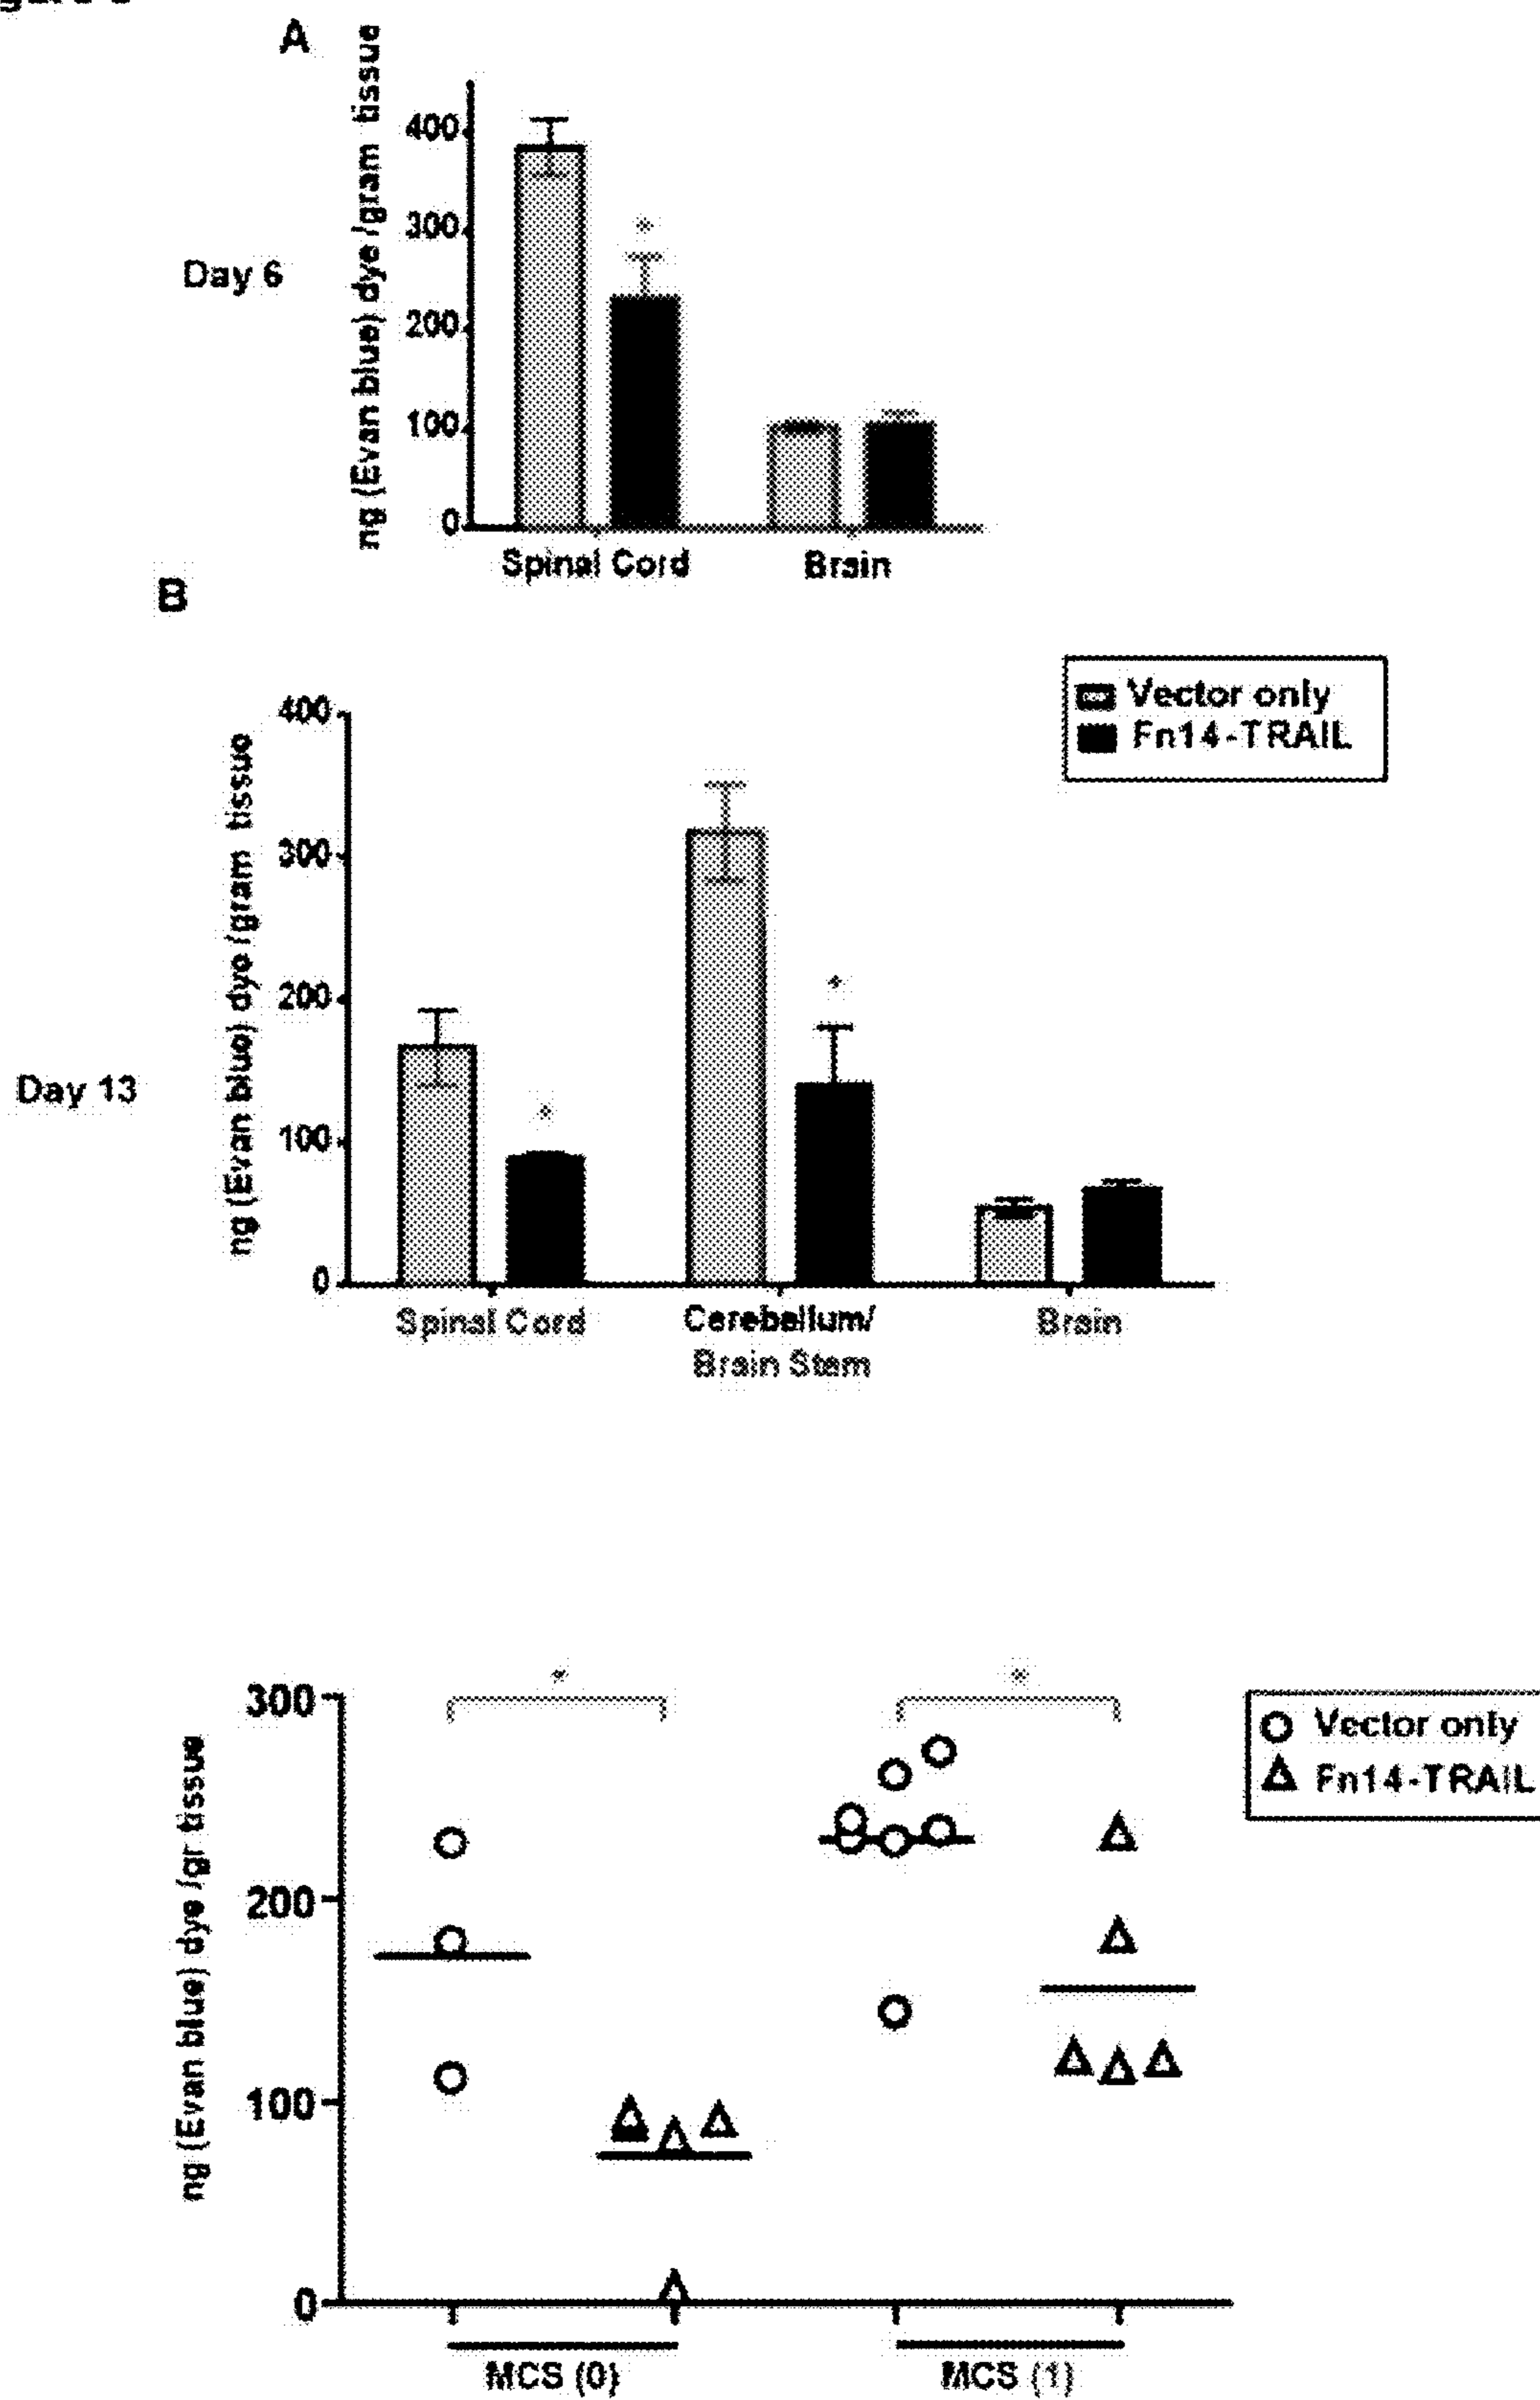 A
ng (Evan blue) dye /gram tissue
400
300
200
100
0
Day 6
Spinal Cord
Brain
B
Vector only
Fn14-TRAIL
ng (Evan blue) dye /gram tissue
400
300
200
100
0
Day 13
Spinal Cord
Cerebellum/
Brain Stem
Brain
*
*
*
*
*
ng (Evan blue) dye /gr tissue
300
200
100
0
Vector only
Fn14-TRAIL
MCS (0)
MCS (1)